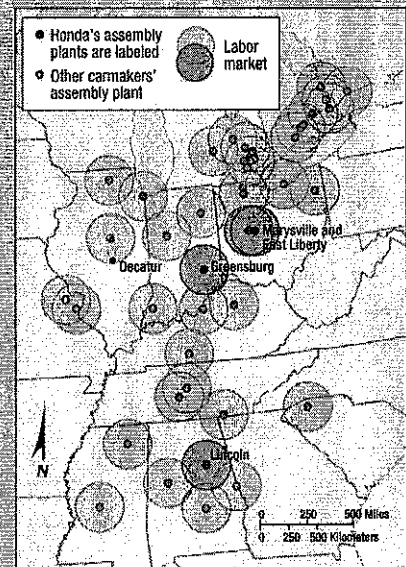 Honda's assembly
plants are labeled
Other carmakers'
assembly plant
Labor
market
Marysville and
East Liberty
Decatur
Greensburg
Lincoln
N
0 250 500 Miles
0 250 500 Kilometers